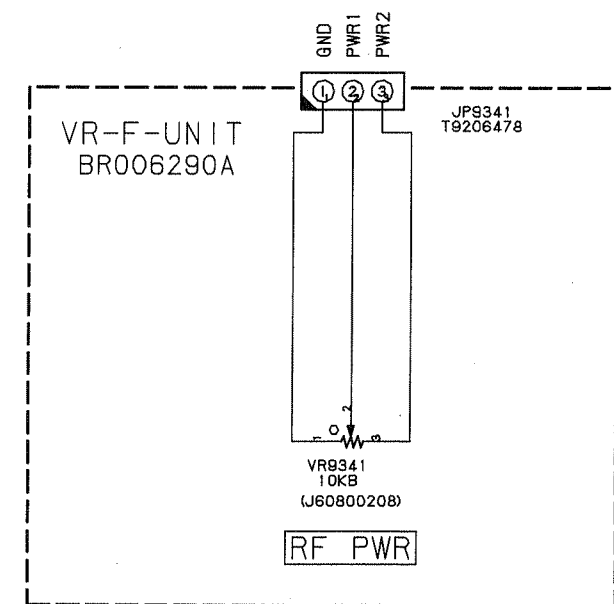 GND
PWR1
PWR2
1 2 3
JP9341
T9206478
VR-F-UNIT
BR006290A
2
1
3
VR9341
10KB
(J60800208)
RF PWR